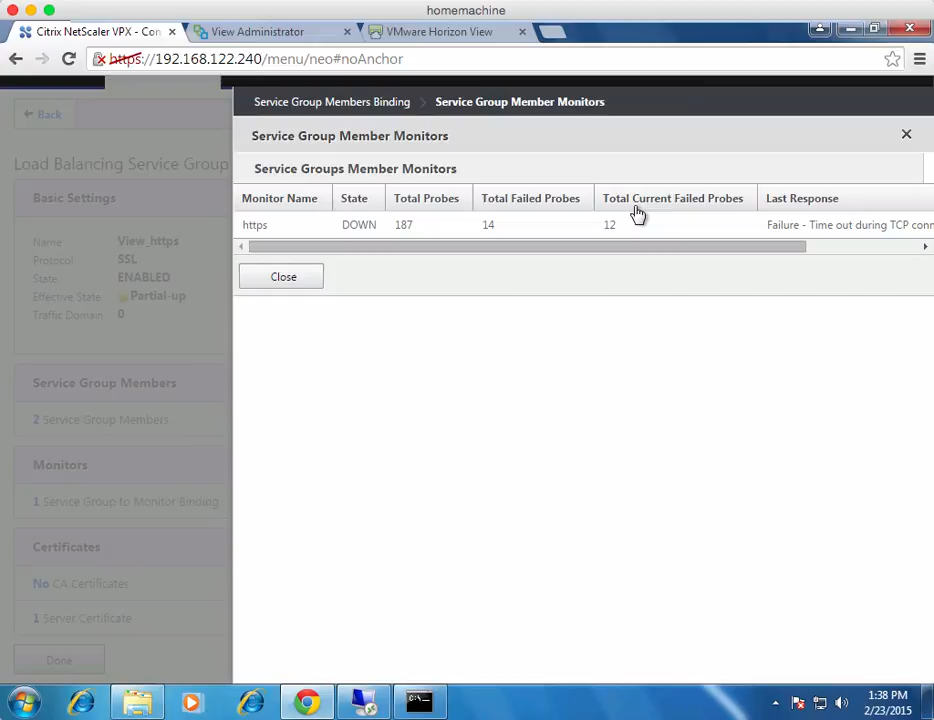 homemachine
Citrix NetScaler VPX - Con
View Administrator
VMware Horizon View
https://192.168.122.240/menu/neo#noAnchor
Back
Service Group Members Binding
Service Group Member Monitors
Service Group Member Monitors
Load Balancing Service Group
Service Groups Member Monitors
Basic Settings
Monitor Name State Total Probes Total Failed Probes Total Current Failed Probes Last Response
https DOWN 187 14 12 Failure - Time out during TCP conn
Name View_https
Protocol SSL
State: ENABLED
Effective State Partial-up
Traffic Domain 0
Close
Service Group Members
2 Service Group Members
Monitors
1 Service Group to Monitor Binding
Certificates
No CA Certificates
1 Server Certificate
Done
1:38 PM
2/23/2015